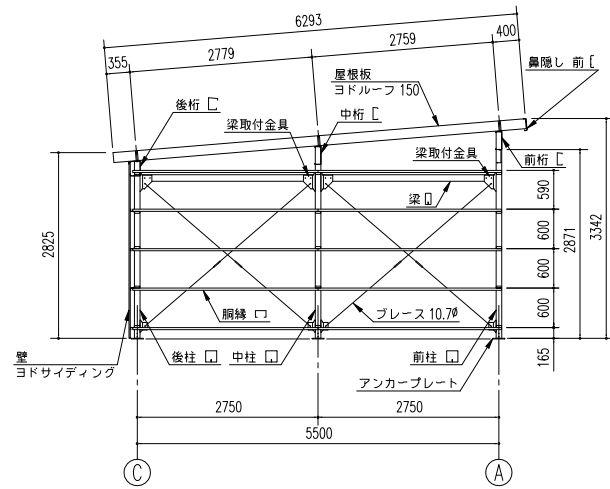 6293
355
2779
2759
400
鼻隠し 前
屋根板
ヨドルーフ 150
後桁
梁取付金具
中桁
梁取付金具
前桁
梁
590
600
600
600
165
2871
3342
2825
胴縁
ブレース 10.7φ
壁
ヨドサイディング
後柱
中柱
前柱
アンカープレート
2750
2750
5500
C
A